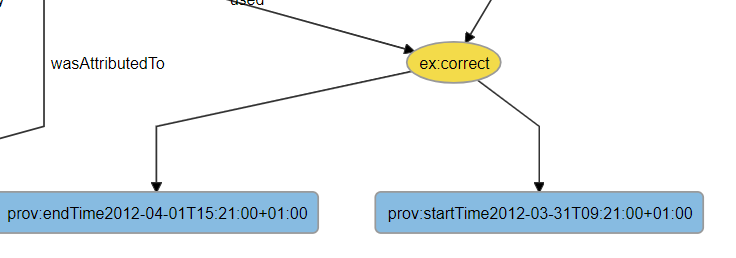 used
wasAttributedTo
ex:correct
prov:endTime2012-04-01T15:21:00+01:00
prov:startTime2012-03-31T09:21:00+01:00